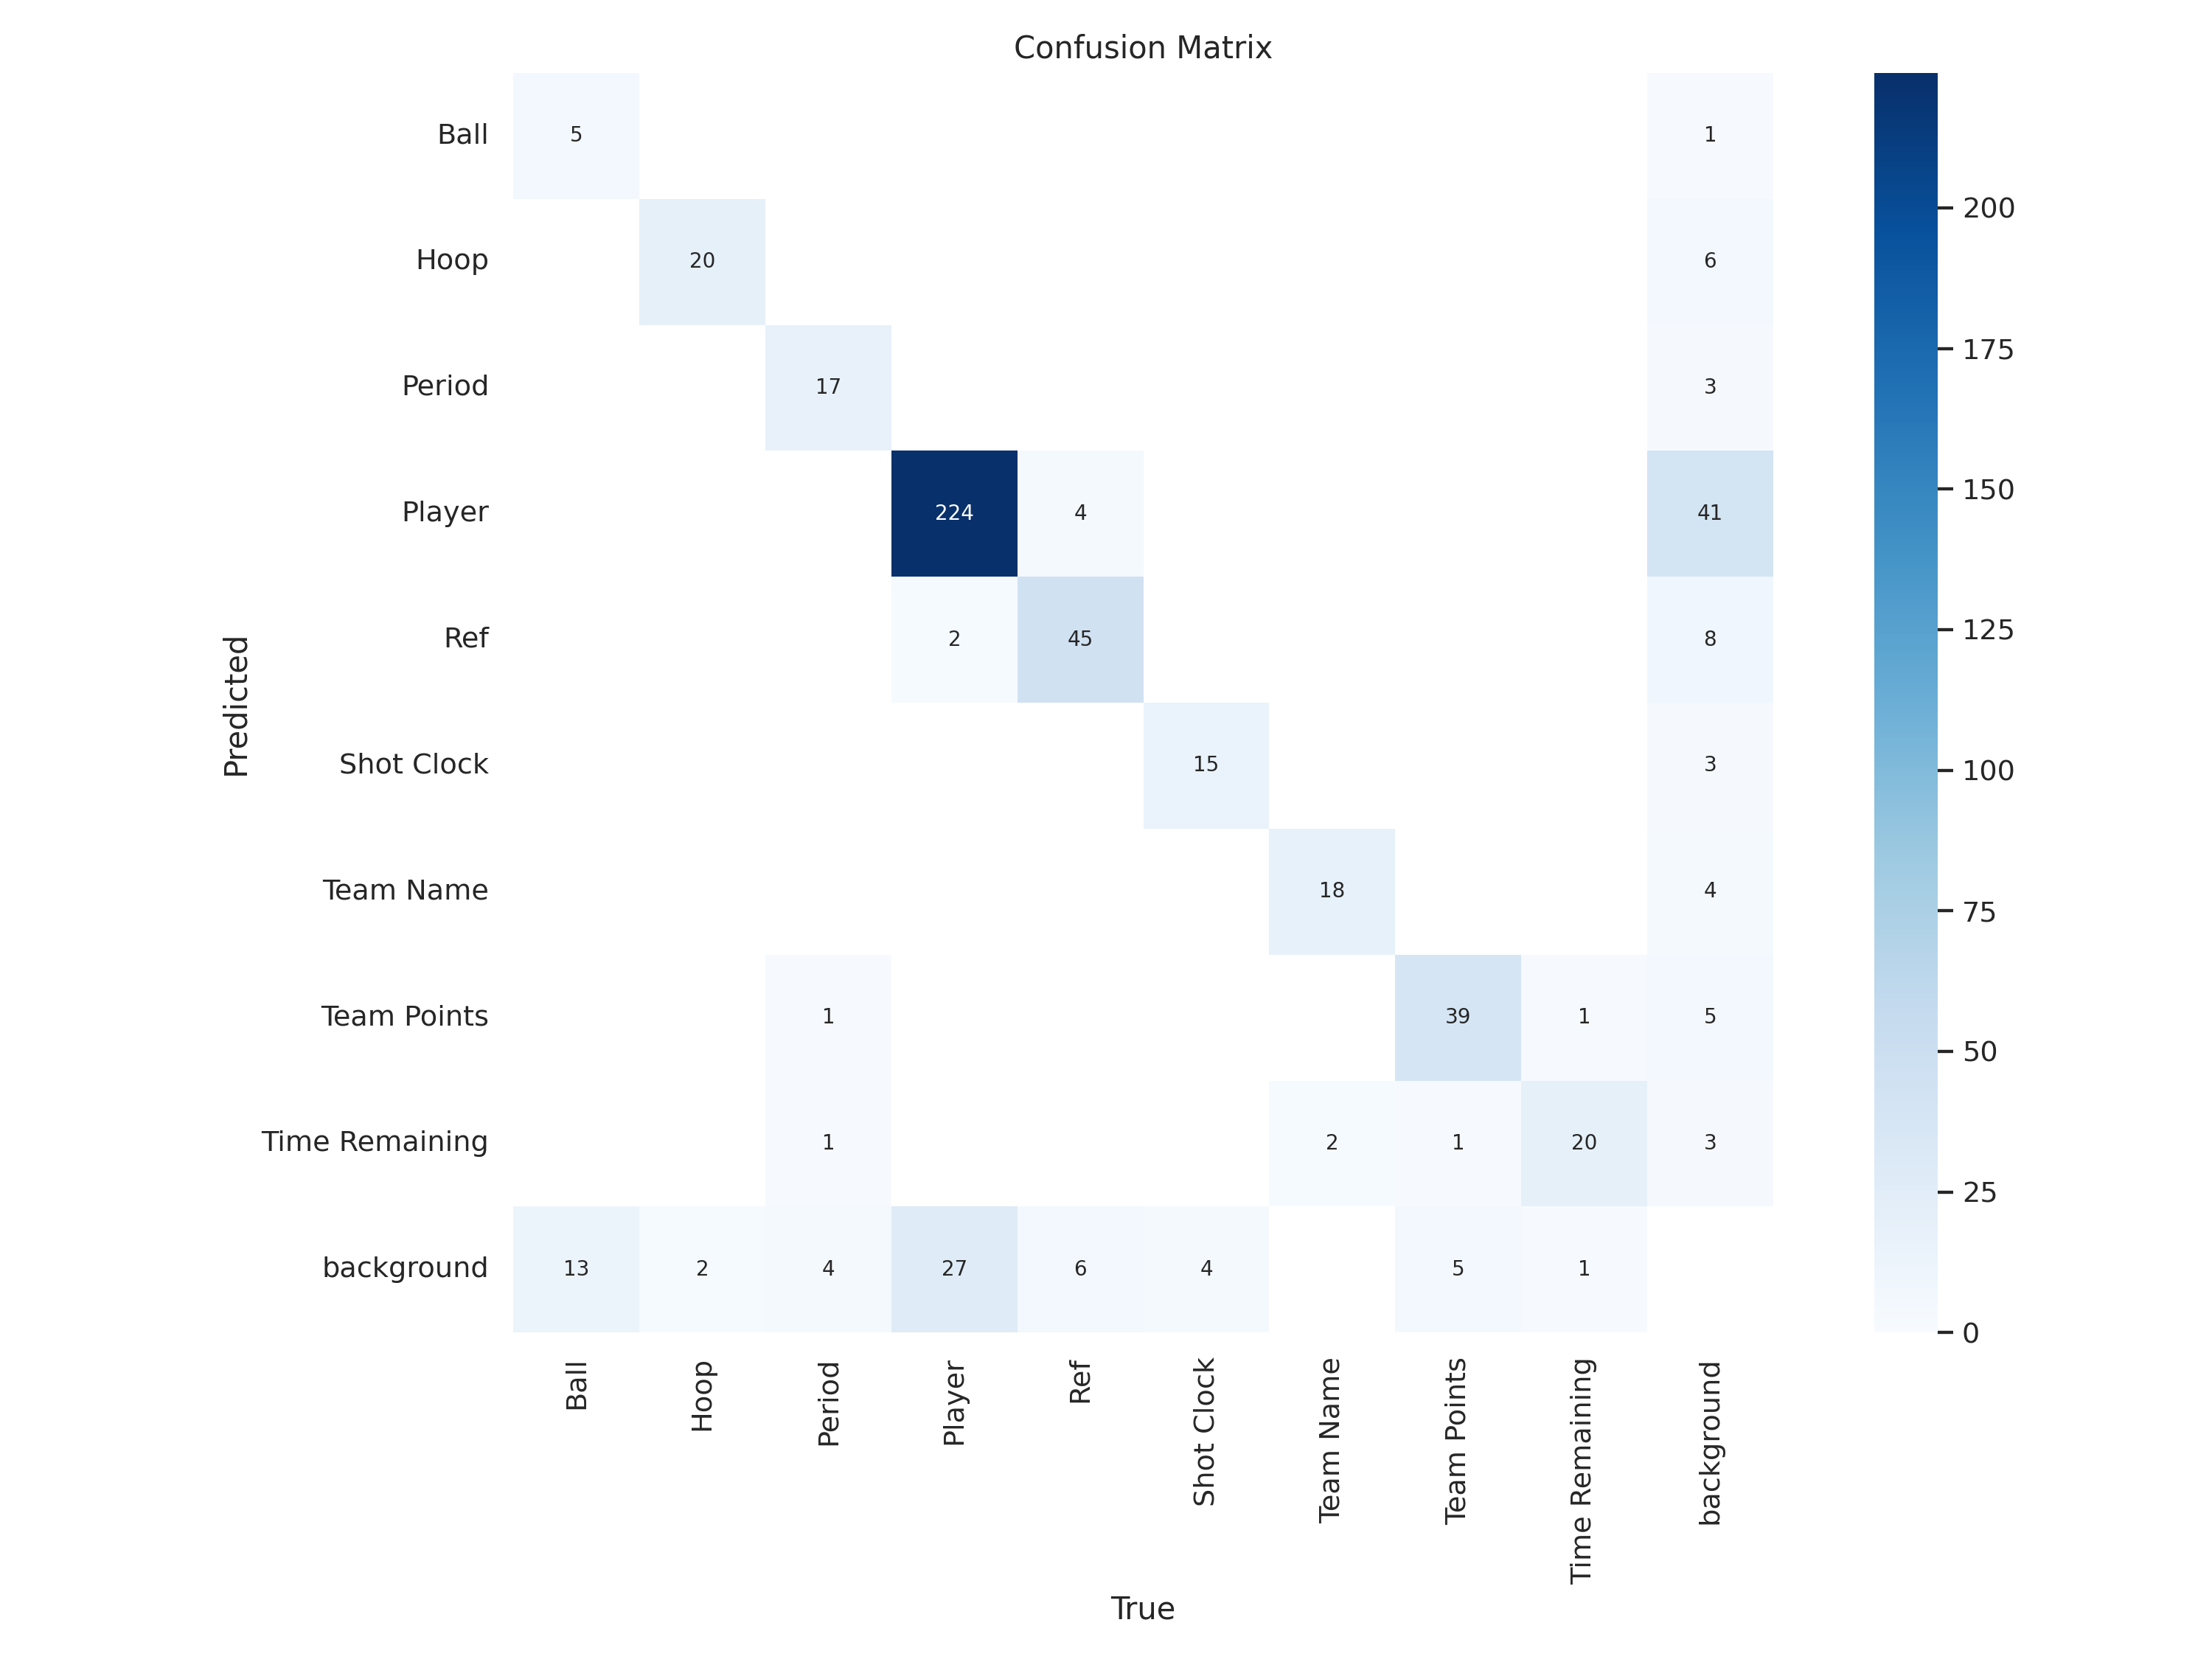 Confusion Matrix
Ball 5 1
Hoop 20 6
Period 17 3
Player 224 4 41
Ref 2 45 8
Shot Clock 15 3
Team Name 18 4
Team Points 1 39 1 5
Time Remaining 1 2 1 20 3
background 13 2 4 27 6 4 5 1
Ball Hoop Period Player Ref Shot Clock Team Name Team Points Time Remaining background
True
Predicted
200
175
150
125
100
75
50
25
0